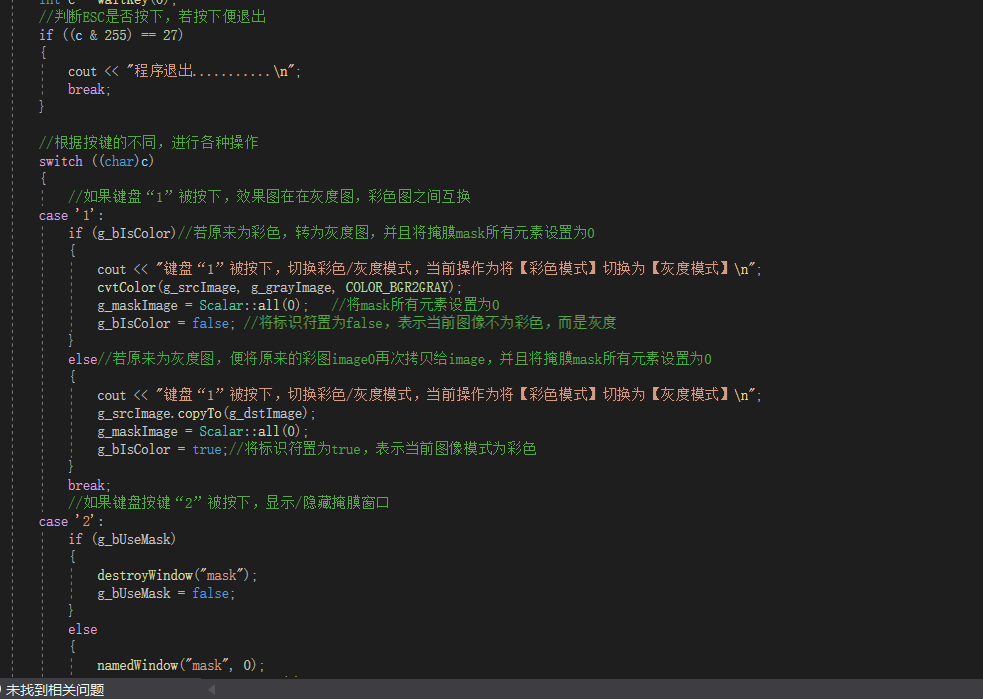 int c = waitKey(0);
//判断ESC是否按下，若按下便退出
if ((c & 255) == 27)
{
cout << "程序退出...........\n";
break;
}
//根据按键的不同，进行各种操作
switch ((char)c)
{
//如果键盘“1”被按下，效果图在在灰度图，彩色图之间互换
case '1':
if (g_bIsColor)//若原来为彩色，转为灰度图，并且将掩膜mask所有元素设置为0
{
cout << "键盘“1”被按下，切换彩色/灰度模式，当前操作为将【彩色模式】切换为【灰度模式】\n";
cvtColor(g_srcImage, g_grayImage, COLOR_BGR2GRAY);
g_maskImage = Scalar::all(0);   //将mask所有元素设置为0
g_bIsColor = false; //将标识符置为false，表示当前图像不为彩色，而是灰度
}
else//若原来为灰度图，便将原来的彩图image0再次拷贝给image，并且将掩膜mask所有元素设置为0
{
cout << "键盘“1”被按下，切换彩色/灰度模式，当前操作为将【彩色模式】切换为【灰度模式】\n";
g_srcImage.copyTo(g_dstImage);
g_maskImage = Scalar::all(0);
g_bIsColor = true;//将标识符置为true，表示当前图像模式为彩色
}
break;
//如果键盘按键“2”被按下，显示/隐藏掩膜窗口
case '2':
if (g_bUseMask)
{
destroyWindow("mask");
g_bUseMask = false;
}
else
{
namedWindow("mask", 0);
未找到相关问题